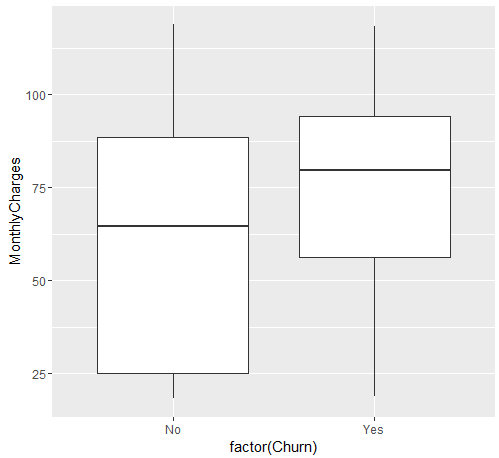 MonthlyCharges
100
75
50
25
No Yes
factor(Churn)